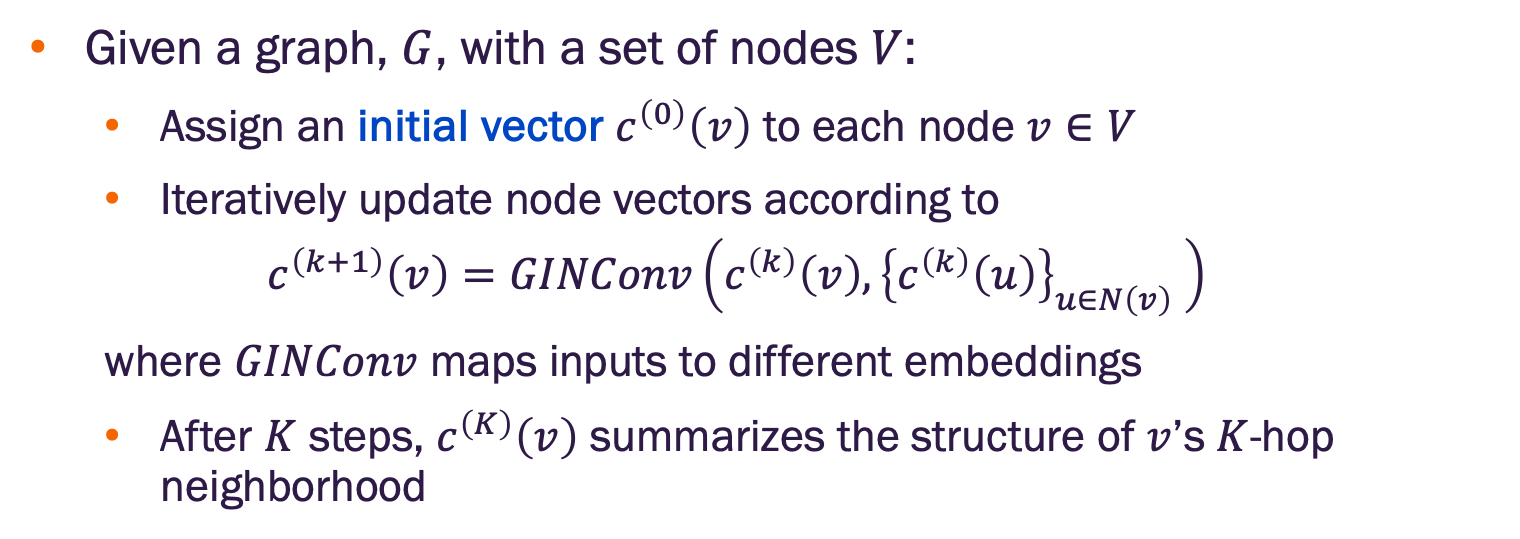 • Given a graph, G, with a set of nodes V:
• Assign an initial vector c^(0)(v) to each node v ∈ V
• Iteratively update node vectors according to
c^(k+1)(v) = GINConv(c^(k)(v), {c^(k)(u)}_{u∈N(v)})
where GINConv maps inputs to different embeddings
• After K steps, c^(K)(v) summarizes the structure of v’s K-hop
neighborhood